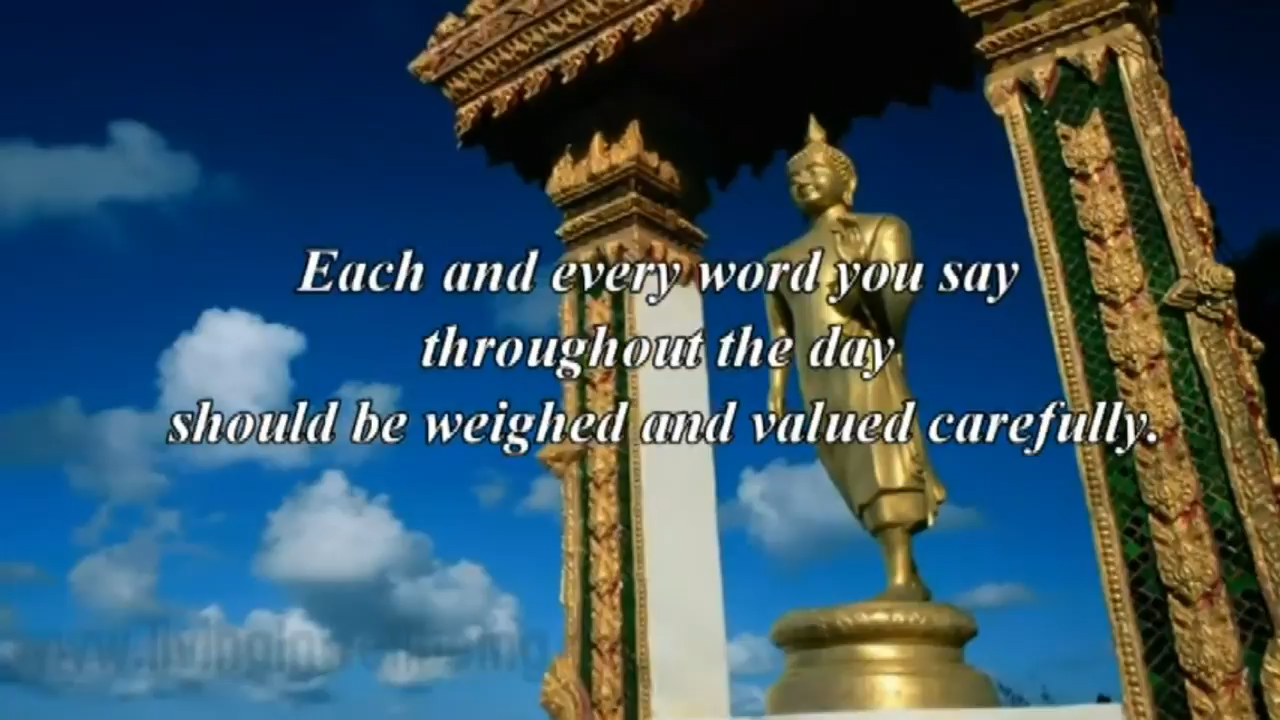 Each and every word you say
throughout the day
should be weighed and valued carefully.